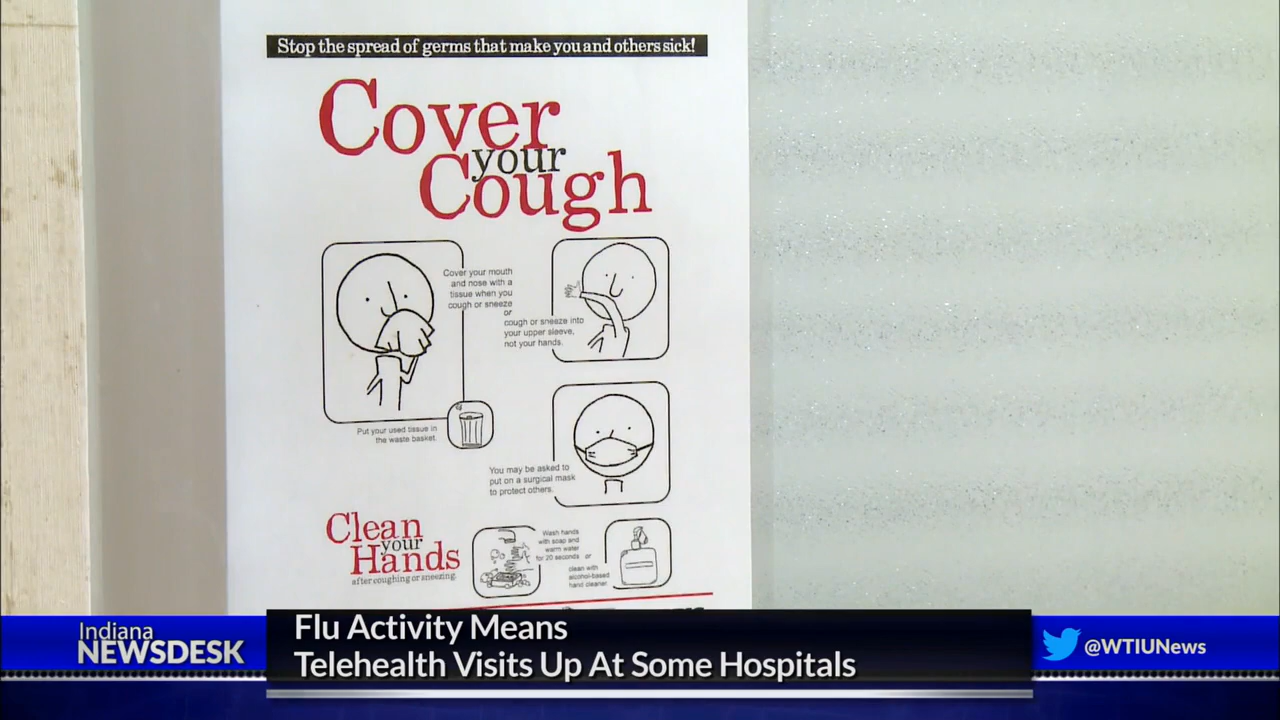 Stop the spread of germs that make you and others sick!
Cover
your
Cough
Cover your mouth
and nose with a
tissue when you
cough or sneeze
or
cough or sneeze into
your upper sleeve,
not your hands.
Put your used tissue in
the waste basket.
You may be asked to
put on a surgical mask
to protect others.
Clean
your
Hands
after coughing or sneezing.
Wash hands
with soap and
warm water
for 20 seconds
or
clean with
alcohol-based
hand cleaner.
Indiana
NEWSDESK
Flu Activity Means
Telehealth Visits Up At Some Hospitals
@WTIUNews